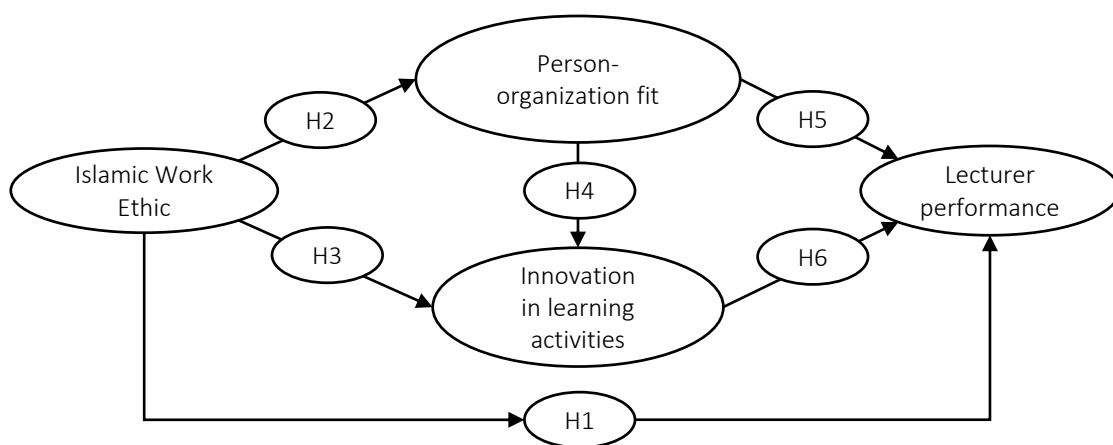 Person-
organization fit
H2
H5
Islamic Work
Ethic
H4
Lecturer
performance
H3
H6
Innovation
in learning
activities
H1